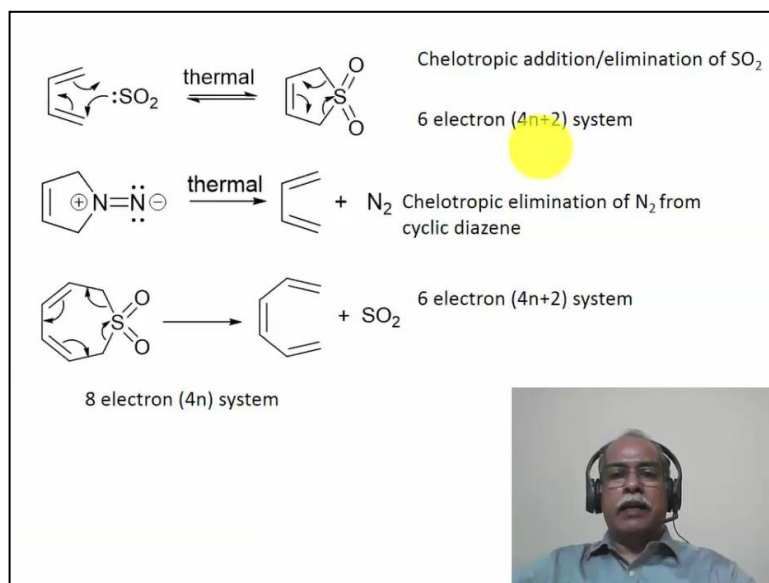 thermal
:SO₂
S
O
O
Chelotropic addition/elimination of SO₂
6 electron (4n+2) system
⊕N=N̈⊖
thermal
+ N₂
Chelotropic elimination of N₂ from
cyclic diazene
S
O
O
+ SO₂
6 electron (4n+2) system
8 electron (4n) system